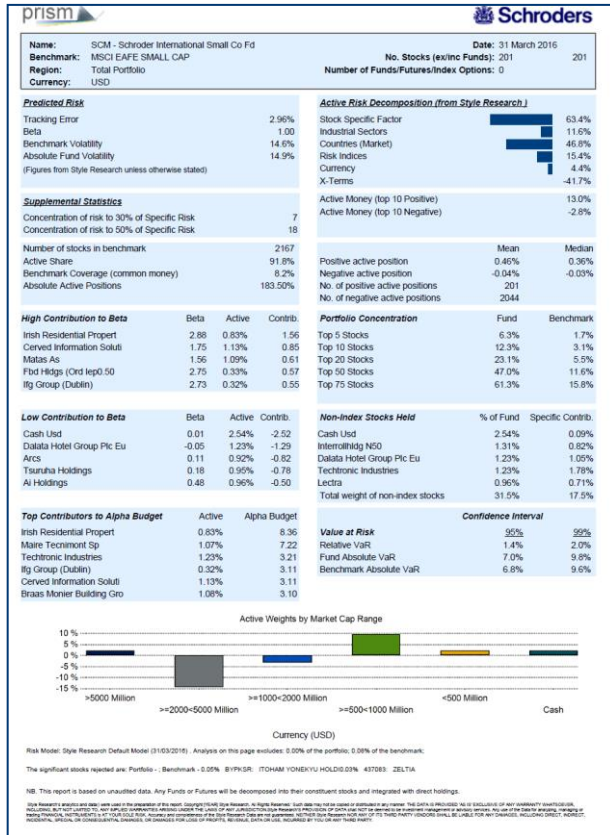 prism
Schroders
Name: SCM - Schroder International Small Co Fd Date: 31 March 2016
Benchmark: MSCI EAFE SMALL CAP No. Stocks (ex/inc Funds): 201 201
Region: Total Portfolio Number of Funds/Futures/Index Options: 0
Currency: USD
Predicted Risk
Tracking Error 2.96%
Beta 1.00
Benchmark Volatility 14.6%
Absolute Fund Volatility 14.9%
(Figures from Style Research unless otherwise stated)
Active Risk Decomposition (from Style Research )
Stock Specific Factor 63.4%
Industrial Sectors 11.6%
Countries (Market) 46.8%
Risk Indices 15.4%
Currency 4.4%
X-Terms -41.7%
Supplemental Statistics
Concentration of risk to 30% of Specific Risk 7
Concentration of risk to 50% of Specific Risk 18
Active Money (top 10 Positive) 13.0%
Active Money (top 10 Negative) -2.8%
Number of stocks in benchmark 2167
Active Share 91.8%
Benchmark Coverage (common money) 8.2%
Absolute Active Positions 183.50%
Mean Median
Positive active position 0.46% 0.36%
Negative active position -0.04% -0.03%
No. of positive active positions 201
No. of negative active positions 2044
High Contribution to Beta Beta Active Contrib.
Irish Residential Propert 2.88 0.83% 1.56
Cerved Information Soluti 1.75 1.13% 0.85
Matas As 1.56 1.09% 0.61
Fbd Hldgs (Ord Iep0.50 2.75 0.33% 0.57
Ifg Group (Dublin) 2.73 0.32% 0.55
Portfolio Concentration Fund Benchmark
Top 5 Stocks 6.3% 1.7%
Top 10 Stocks 12.3% 3.1%
Top 20 Stocks 23.1% 5.5%
Top 50 Stocks 47.0% 11.6%
Top 75 Stocks 61.3% 15.8%
Low Contribution to Beta Beta Active Contrib.
Cash Usd 0.01 2.54% -2.52
Dalata Hotel Group Plc Eu -0.05 1.23% -1.29
Arcs 0.11 0.92% -0.82
Tsuruha Holdings 0.18 0.95% -0.78
Ai Holdings 0.48 0.96% -0.50
Non-Index Stocks Held % of Fund Specific Contrib.
Cash Usd 2.54% 0.09%
Interrollhldg N50 1.31% 0.82%
Dalata Hotel Group Plc Eu 1.23% 1.05%
Techtronic Industries 1.23% 1.78%
Lectra 0.96% 0.71%
Total weight of non-index stocks 31.5% 17.5%
Top Contributors to Alpha Budget Active Alpha Budget
Irish Residential Propert 0.83% 8.36
Maire Tecnimont Sp 1.07% 7.22
Techtronic Industries 1.23% 3.21
Ifg Group (Dublin) 0.32% 3.11
Cerved Information Soluti 1.13% 3.11
Braas Monier Building Gro 1.08% 3.10
Confidence Interval
Value at Risk 95% 99%
Relative VaR 1.4% 2.0%
Fund Absolute VaR 7.0% 9.8%
Benchmark Absolute VaR 6.8% 9.6%
Active Weights by Market Cap Range
10 %
5 %
0 %
-5 %
-10 %
-15 %
>5000 Million >=1000<2000 Million <500 Million
>=2000<5000 Million >=500<1000 Million Cash
Currency (USD)
Risk Model: Style Research Default Model (31/03/2016) . Analysis on this page excludes: 0.00% of the portfolio; 0.06% of the benchmark;
The significant stocks rejected are: Portfolio - ; Benchmark - 0.05% BYPKSR: ITOHAM YONEKYU HOLDI0.03% 437083: ZELTIA
NB. This report is based on unaudited data. Any Funds or Futures will be decomposed into their constituent stocks and integrated with direct holdings.